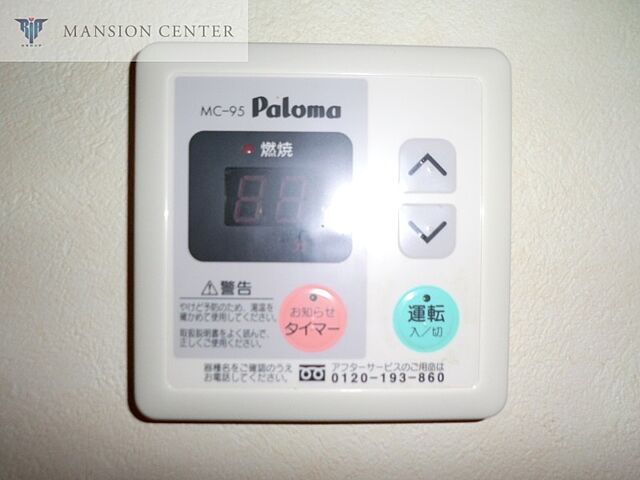 RIP
GROUP
MANSION CENTER
MC-95 Paloma
燃焼
88
警告
やけど予防のため、湯温を
確かめて使用してください。
取扱説明書をよく読んで、
正しくご使用ください。
お知らせ
タイマー
運転
入/切
器種名をご確認のうえ
お電話してください。
アフターサービスのご用命は
0120-193-860